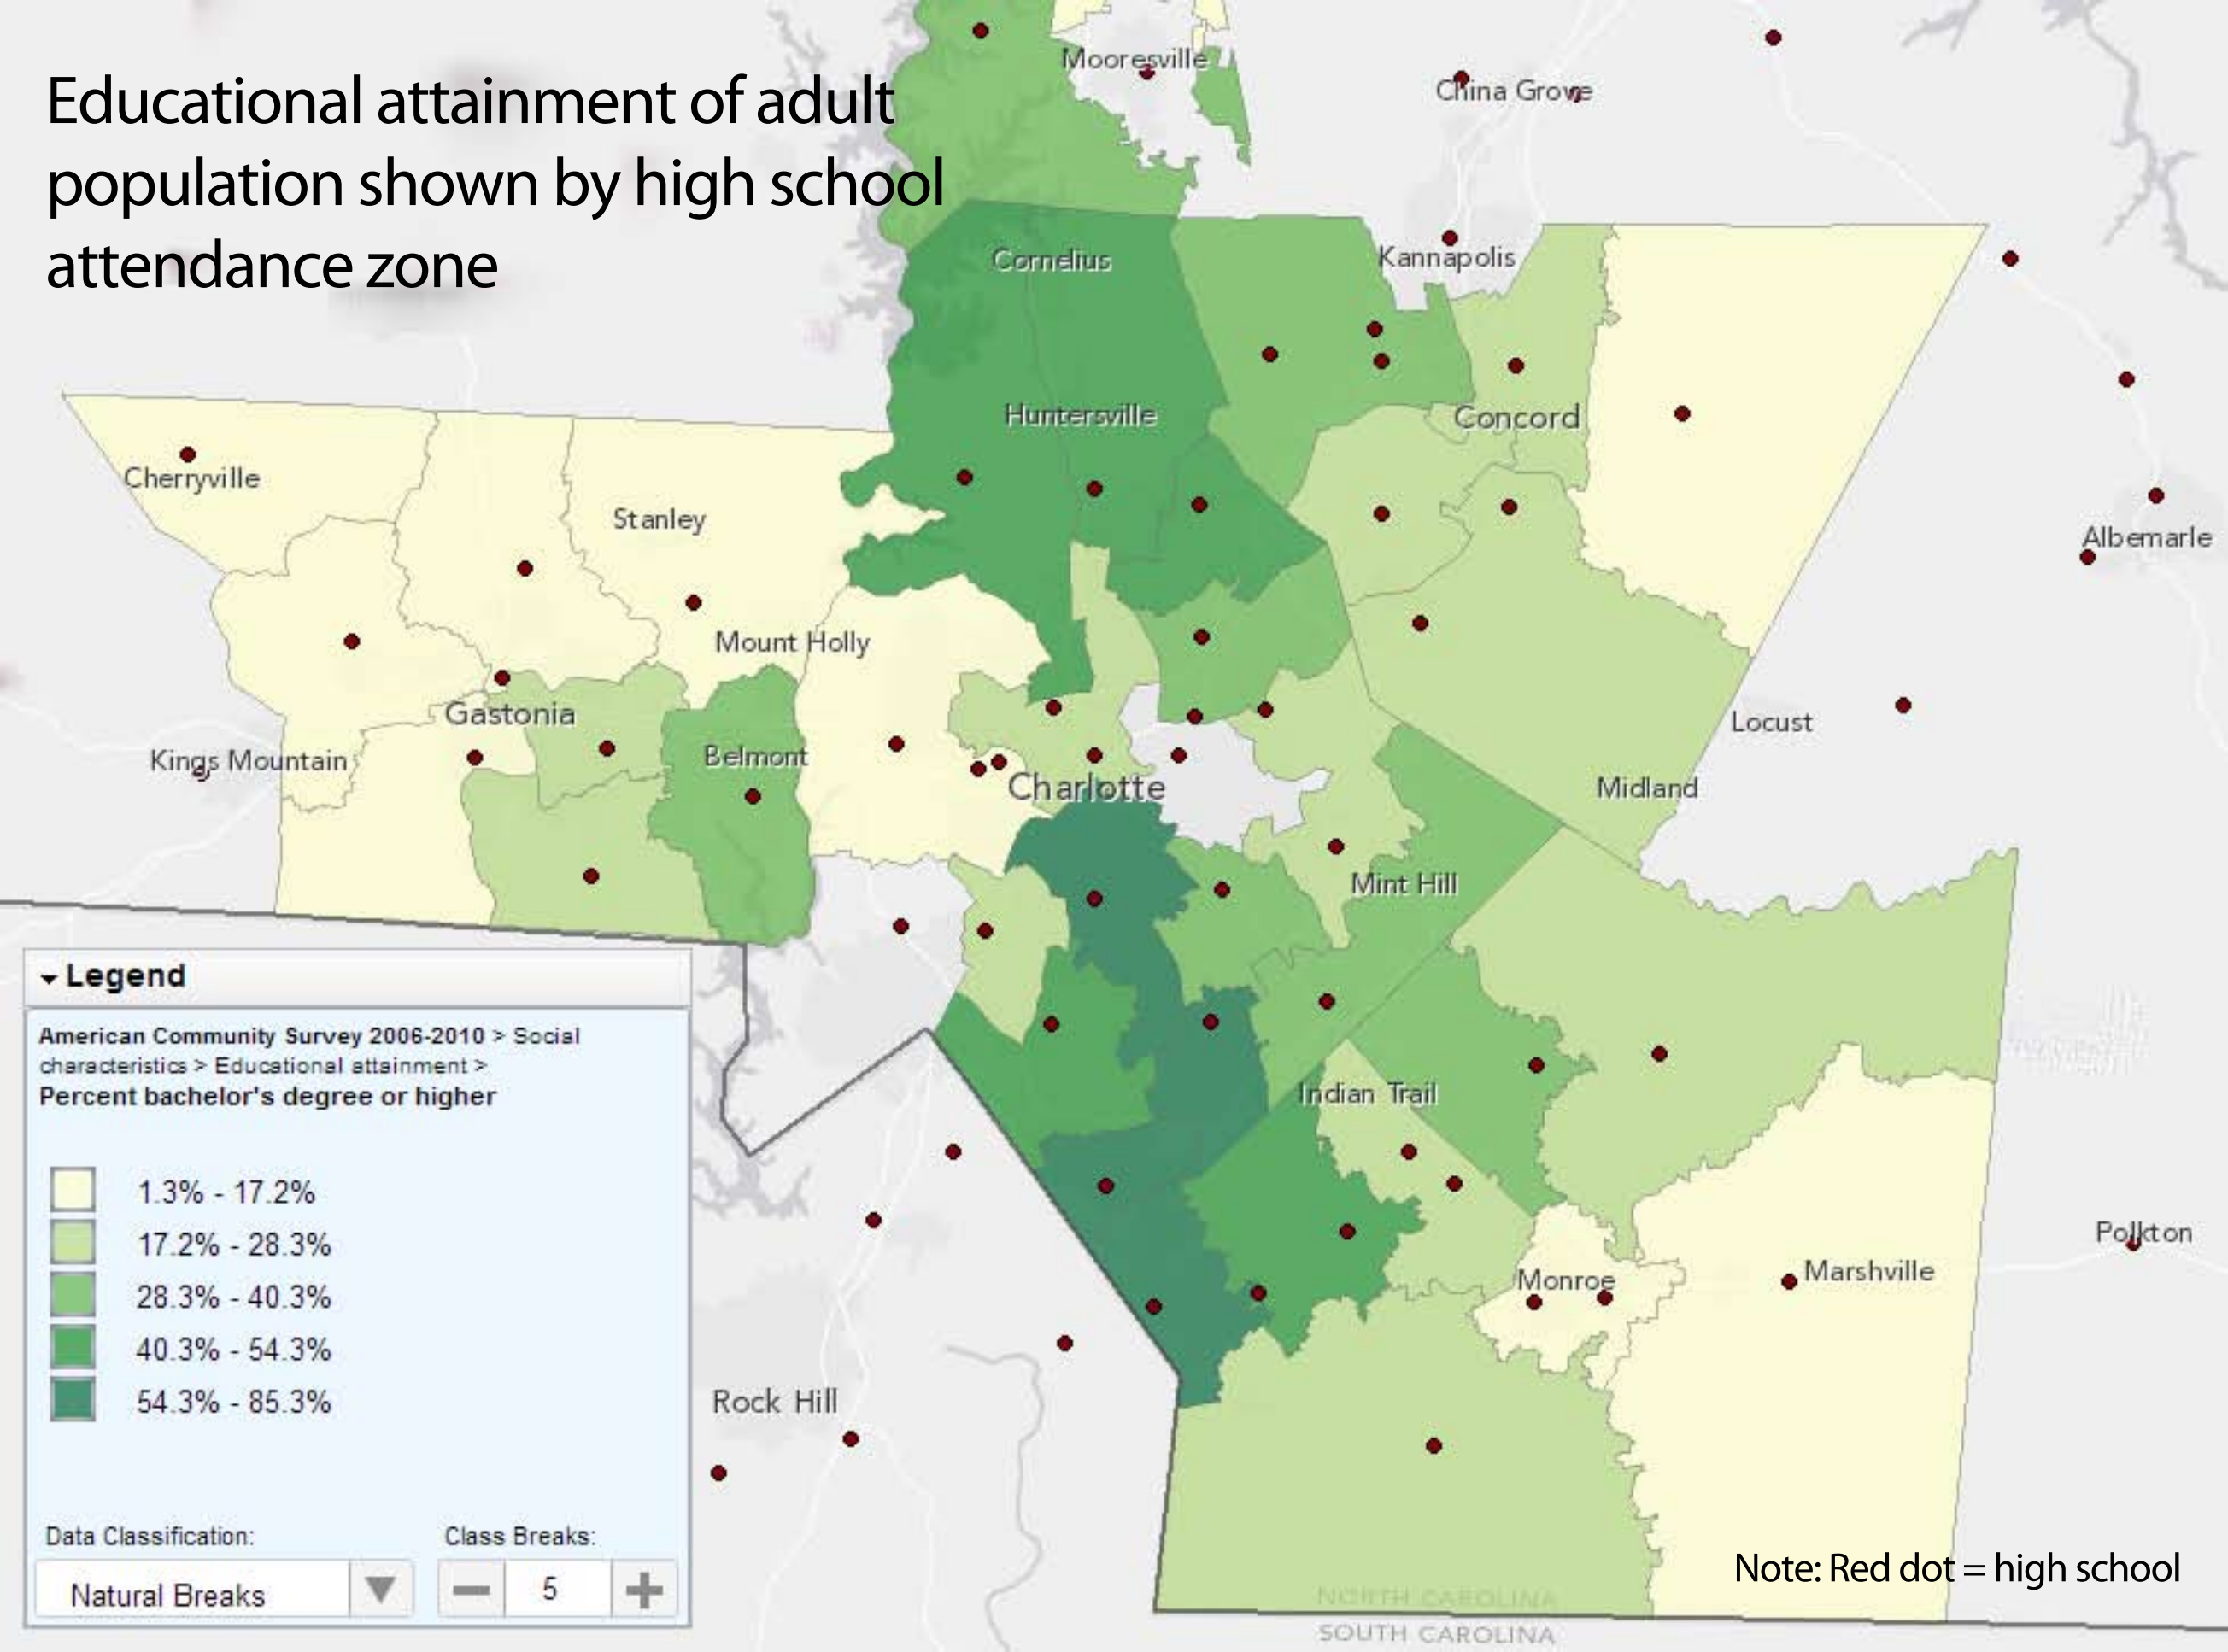 Educational attainment of adult
population shown by high school
attendance zone
Mooresville
China Grove
Cornelius
Kannapolis
Huntersville
Concord
Cherryville
Stanley
Albemarle
Mount Holly
Gastonia
Locust
Kings Mountain
Belmont
Charlotte
Midland
Mint Hill
Indian Trail
Polkton
Marshville
Monroe
Rock Hill
Legend
American Community Survey 2006-2010 > Social
characteristics > Educational attainment >
Percent bachelor's degree or higher
1.3% - 17.2%
17.2% - 28.3%
28.3% - 40.3%
40.3% - 54.3%
54.3% - 85.3%
Data Classification: Class Breaks:
Natural Breaks 5
Note: Red dot = high school
NORTH CAROLINA
SOUTH CAROLINA